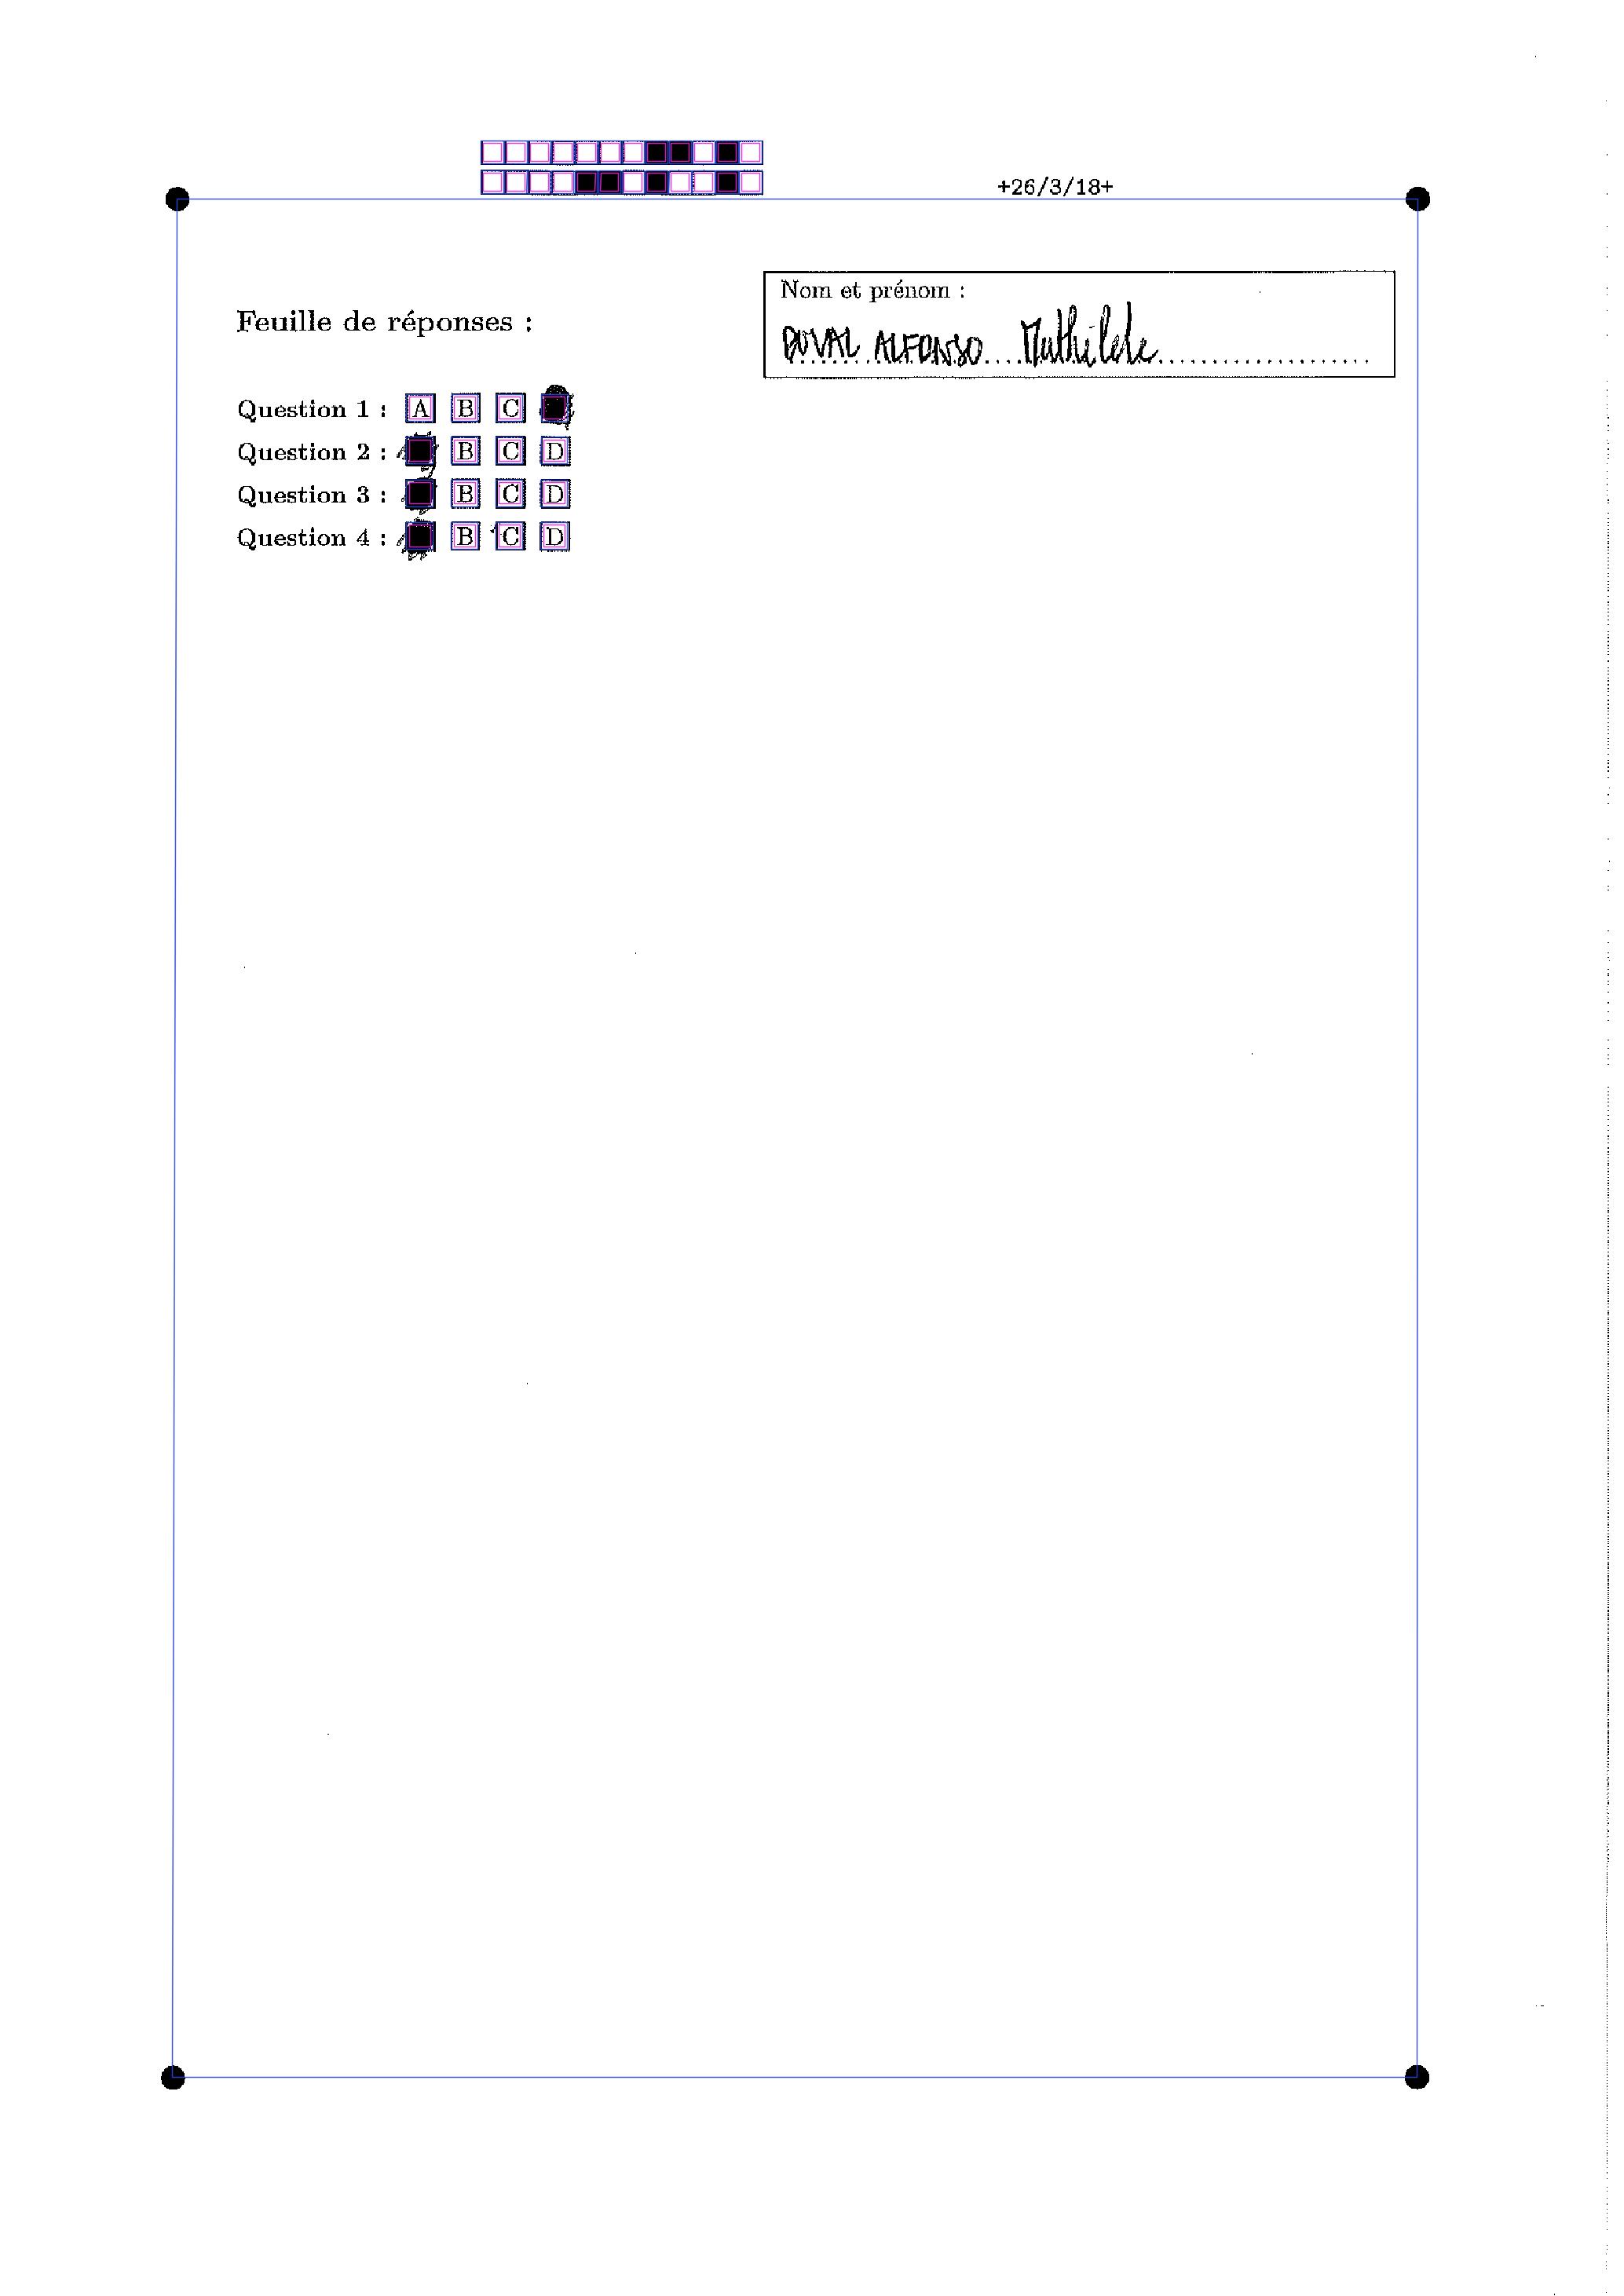 +26/3/18+
Nom et prénom :
Feuille de réponses :
DUVAL ALFONSO Mathilde
Question 1 : A B C
Question 2 : B C D
Question 3 : B C D
Question 4 : B C D